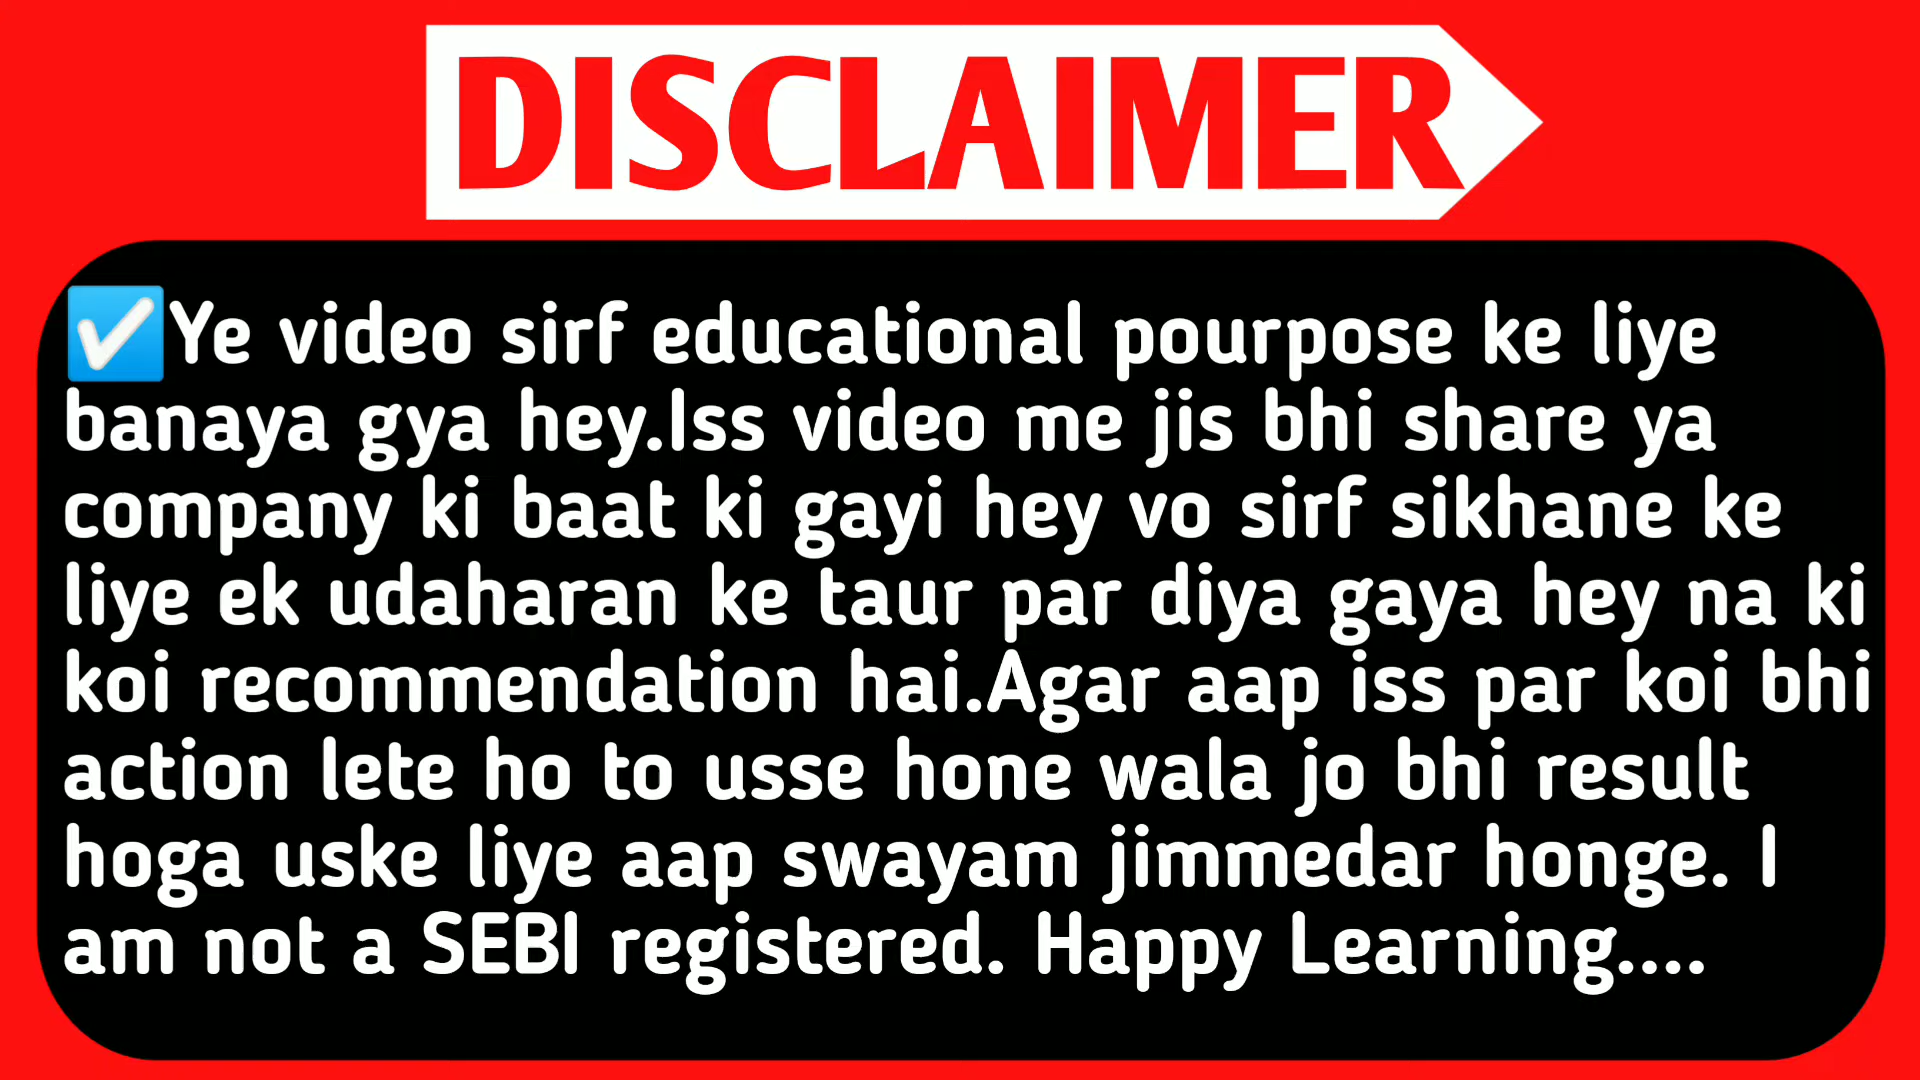 DISCLAIMER
✅Ye video sirf educational pourpose ke liye
banaya gya hey.Iss video me jis bhi share ya
company ki baat ki gayi hey vo sirf sikhane ke
liye ek udaharan ke taur par diya gaya hey na ki
koi recommendation hai.Agar aap iss par koi bhi
action lete ho to usse hone wala jo bhi result
hoga uske liye aap swayam jimmedar honge. I
am not a SEBI registered. Happy Learning....